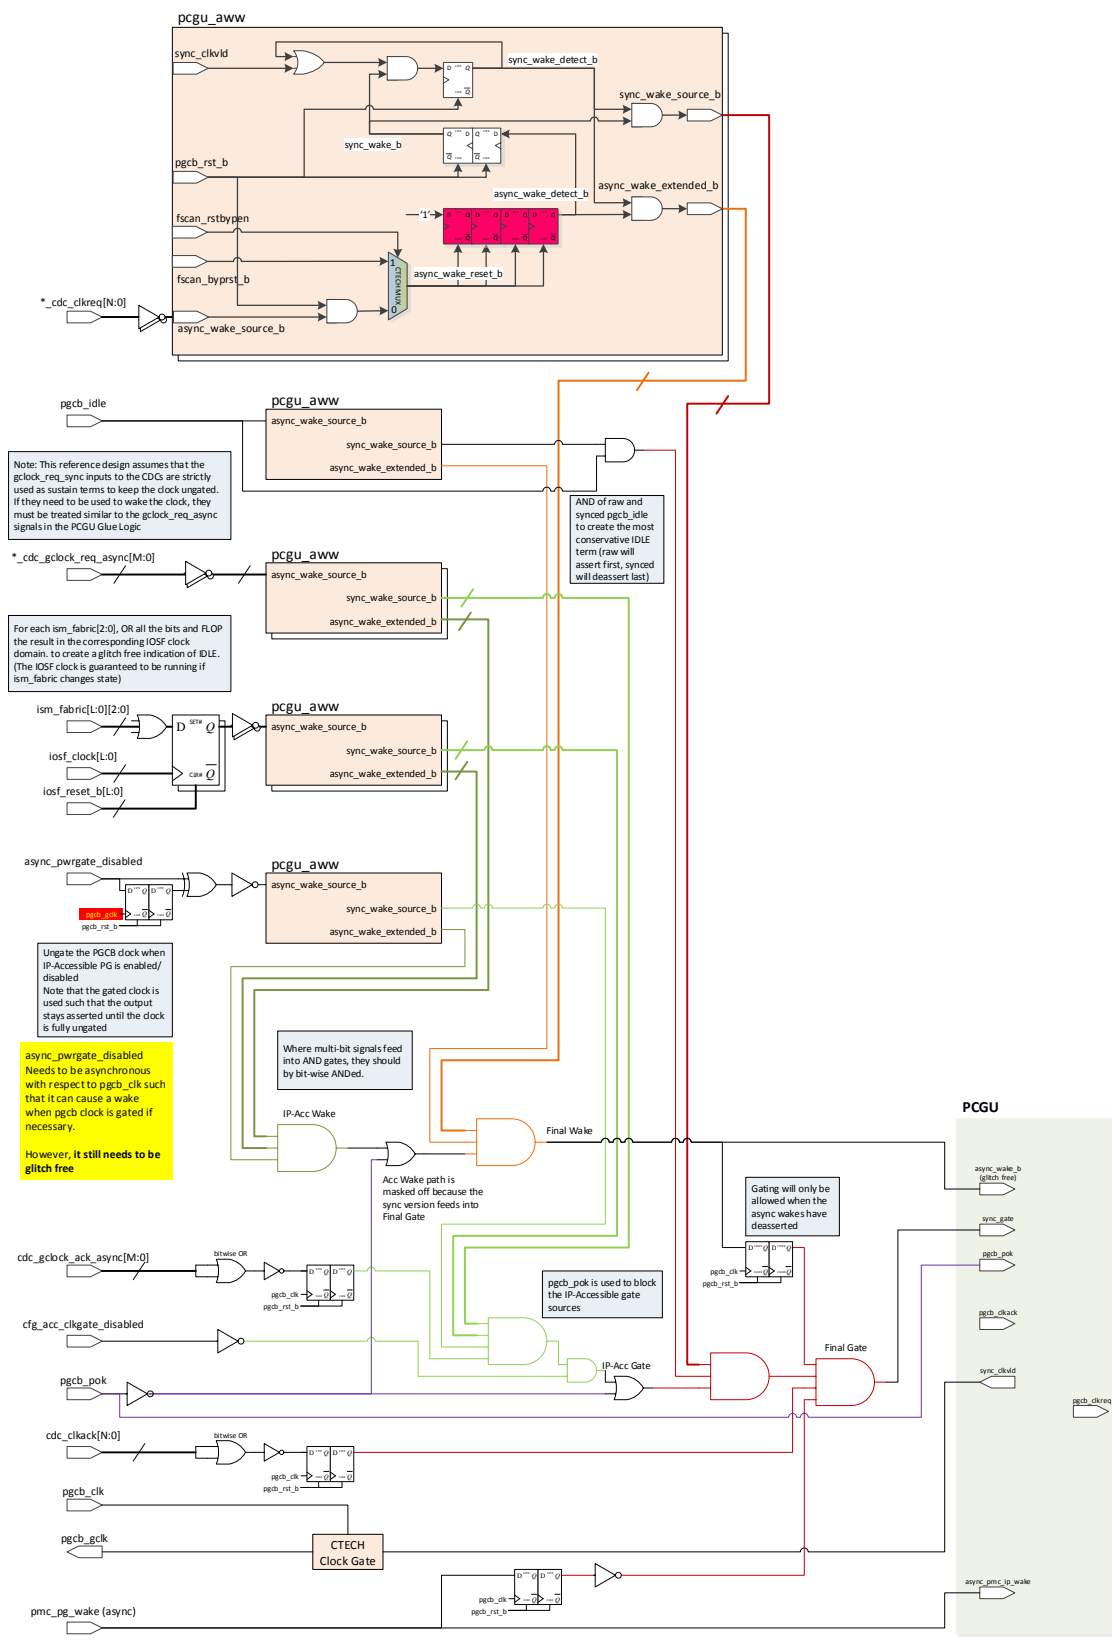 pcgu_aww
sync_clkvld
sync_wake_detect_b
sync_wake_source_b
sync_wake_b
pgcb_rst_b
async_wake_detect_b
async_wake_extended_b
fscan_rstbypen
'1'
1
CTECH MUX
0
async_wake_reset_b
fscan_byprst_b
*_cdc_clkreq[N:0]
async_wake_source_b
pgcb_idle
pcgu_aww
async_wake_source_b
sync_wake_source_b
async_wake_extended_b
Note: This reference design assumes that the
gclock_req_sync inputs to the CDCs are strictly
used as sustain terms to keep the clock ungated.
If they need to be used to wake the clock, they
must be treated similar to the gclock_req_async
signals in the PCGU Glue Logic
AND of raw and
synced pgcb_idle
to create the most
conservative IDLE
term (raw will
assert first, synced
will deassert last)
*_cdc_gclock_req_async[M:0]
pcgu_aww
async_wake_source_b
sync_wake_source_b
async_wake_extended_b
For each ism_fabric[2:0], OR all the bits and FLOP
the result in the corresponding IOSF clock
domain. to create a glitch free indication of IDLE.
(The IOSF clock is guaranteed to be running if
ism_fabric changes state)
ism_fabric[L:0][2:0]
iosf_clock[L:0]
iosf_reset_b[L:0]
D SET# Q
CLR# Q
pcgu_aww
async_wake_source_b
sync_wake_source_b
async_wake_extended_b
async_pwrgate_disabled
D Q D Q
pgcb_gclk
pgcb_rst_b
pcgu_aww
async_wake_source_b
sync_wake_source_b
async_wake_extended_b
Ungate the PGCB clock when
IP-Accessible PG is enabled/
disabled
Note that the gated clock is
used such that the output
stays asserted until the clock
is fully ungated
async_pwrgate_disabled
Needs to be asynchronous
with respect to pgcb_clk such
that it can cause a wake
when pgcb clock is gated if
necessary.
However, it still needs to be
glitch free
Where multi-bit signals feed
into AND gates, they should
by bit-wise ANDed.
IP-Acc Wake
Final Wake
Acc Wake path is
masked off because the
sync version feeds into
Final Gate
Gating will only be
allowed when the
async wakes have
deasserted
PCGU
async_wake_b
(glitch free)
sync_gate
pgcb_pok
pgcb_clkack
sync_clkvld
pgcb_clkreq
async_pmc_ip_wake
cdc_gclock_ack_async[M:0]
bitwise OR
D Q D Q
pgcb_clk
pgcb_rst_b
D Q D Q
pgcb_clk
pgcb_rst_b
pgcb_pok is used to block
the IP-Accessible gate
sources
cfg_acc_clkgate_disabled
IP-Acc Gate
Final Gate
pgcb_pok
cdc_clkack[N:0]
bitwise OR
D Q D Q
pgcb_clk
pgcb_rst_b
pgcb_clk
pgcb_gclk
CTECH
Clock Gate
D Q D Q
pgcb_clk
pgcb_rst_b
pmc_pg_wake (async)